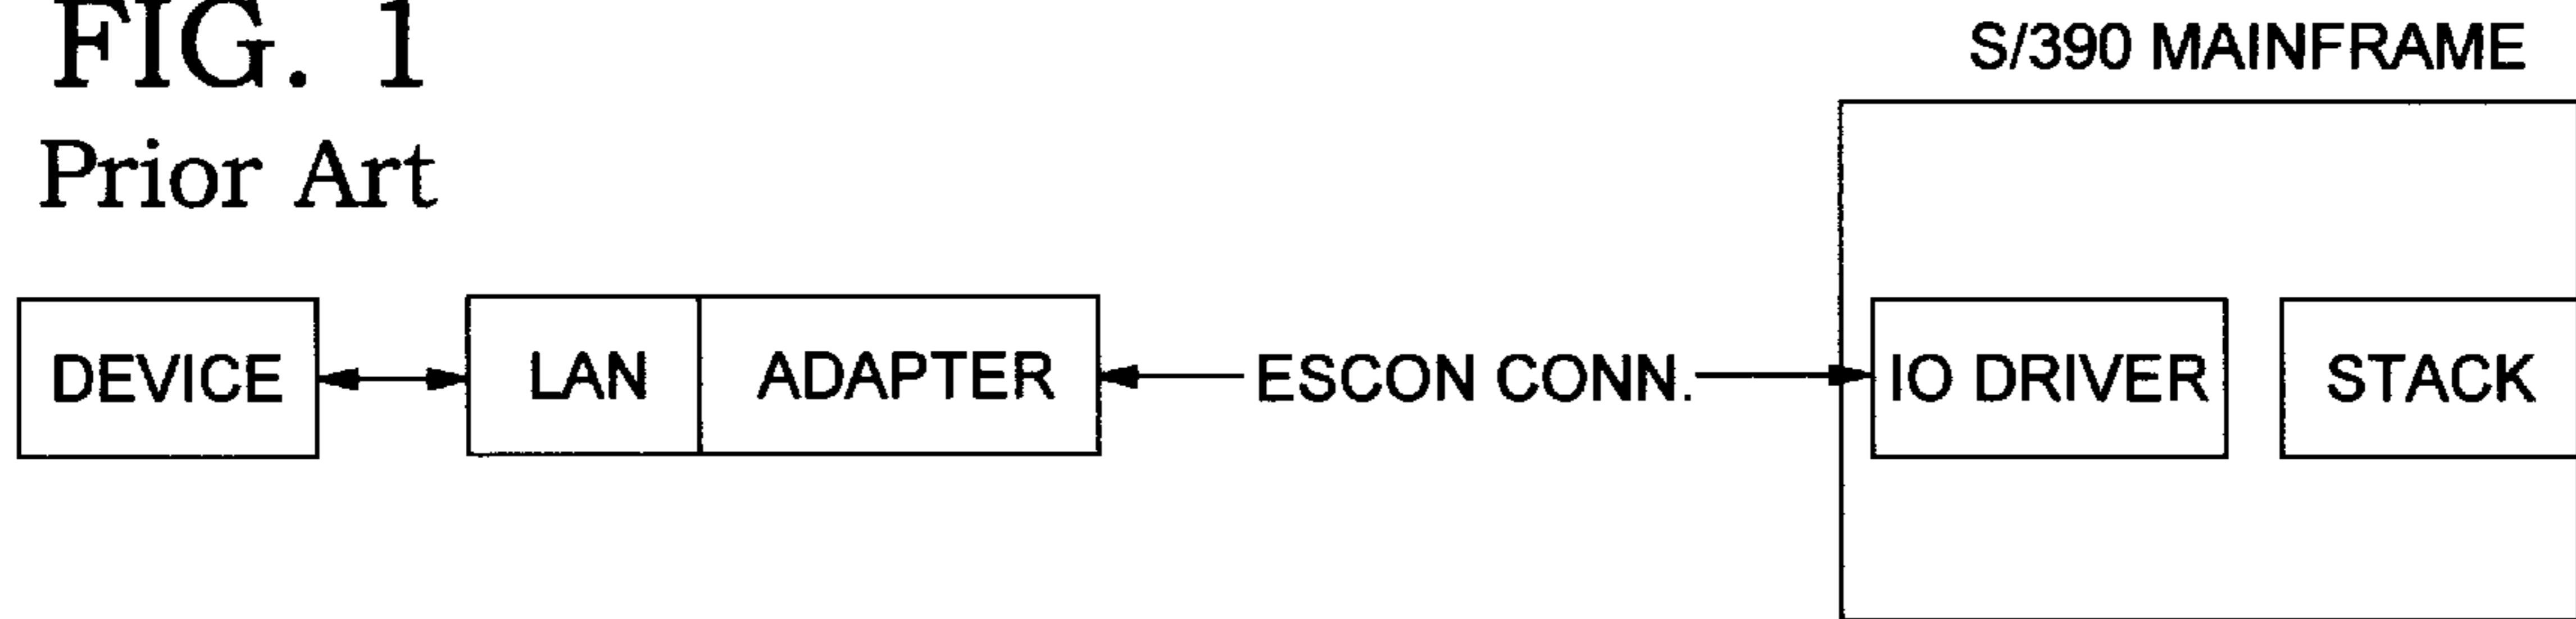 FIG. 1
Prior Art
S/390 MAINFRAME
DEVICE
LAN
ADAPTER
ESCON CONN.
IO DRIVER
STACK